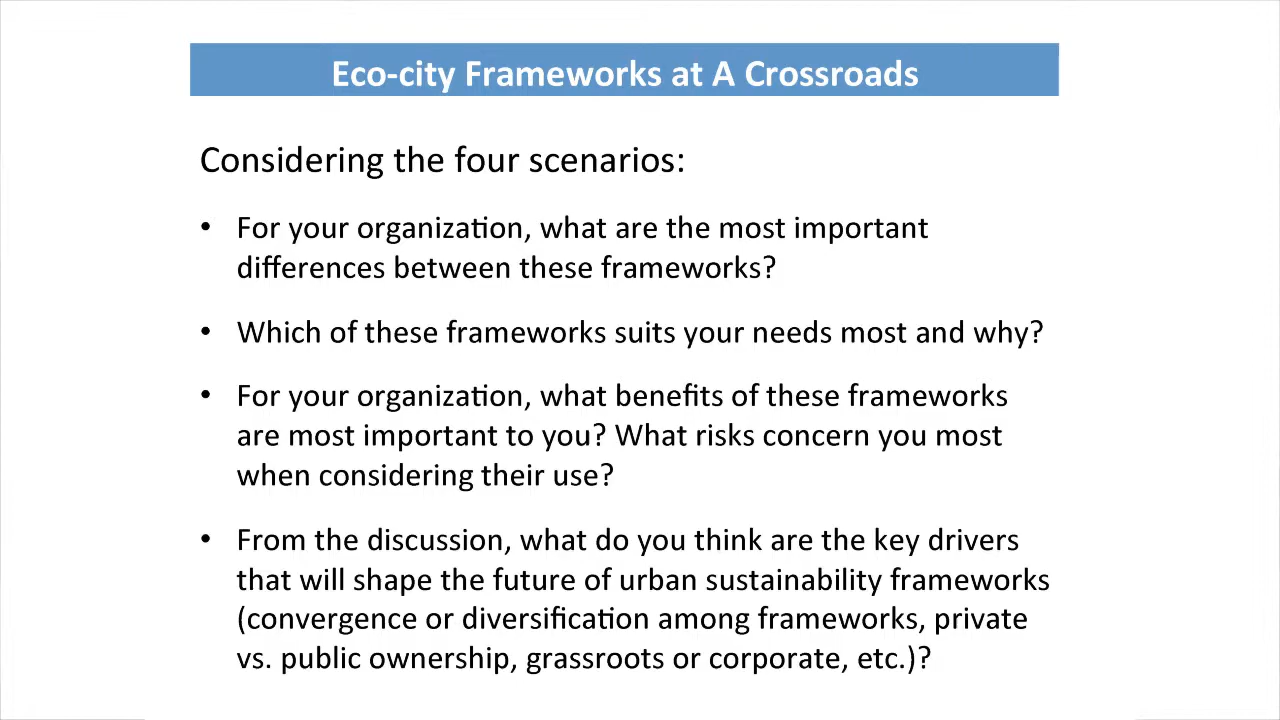 Eco-city Frameworks at A Crossroads
Considering the four scenarios:
• For your organization, what are the most important
differences between these frameworks?
• Which of these frameworks suits your needs most and why?
• For your organization, what benefits of these frameworks
are most important to you? What risks concern you most
when considering their use?
• From the discussion, what do you think are the key drivers
that will shape the future of urban sustainability frameworks
(convergence or diversification among frameworks, private
vs. public ownership, grassroots or corporate, etc.)?